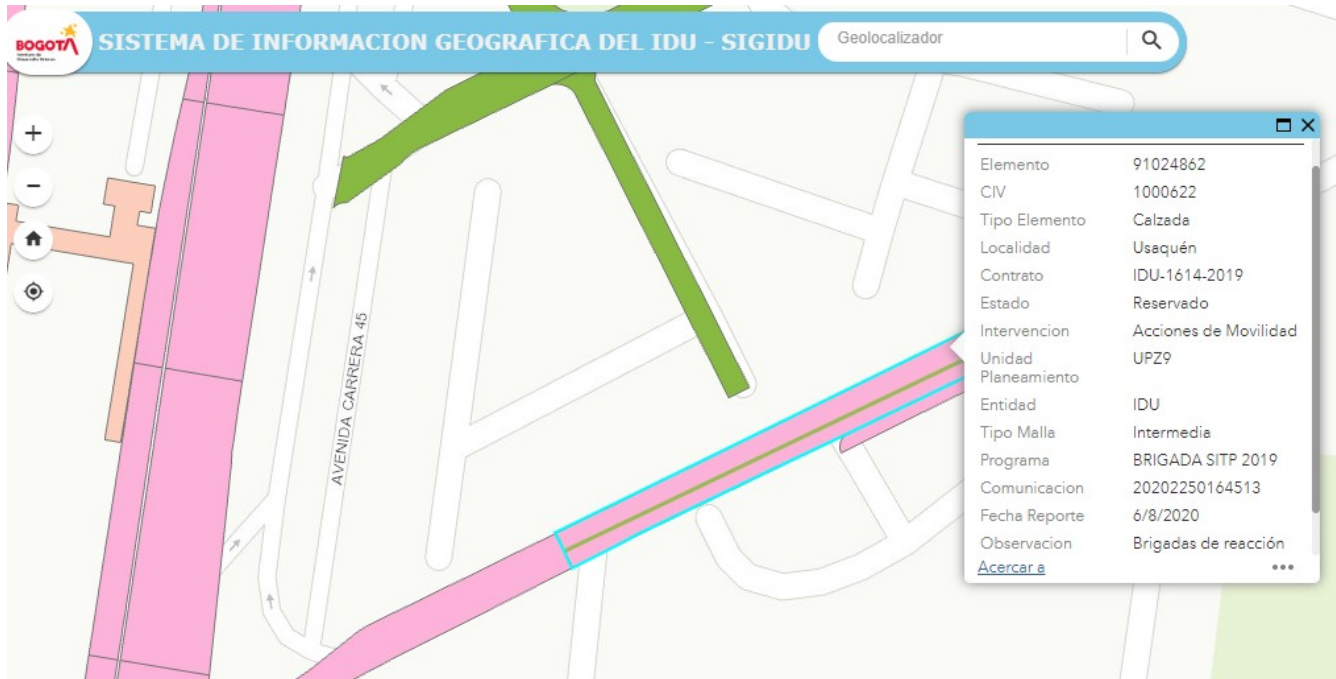 BOGOTÁ
SISTEMA DE INFORMACION GEOGRAFICA DEL IDU - SIGIDU
Geolocalizador
AVENIDA CARRERA 45
Elemento 91024862
CIV 1000622
Tipo Elemento Calzada
Localidad Usaquén
Contrato IDU-1614-2019
Estado Reservado
Intervencion Acciones de Movilidad
Unidad Planeamiento UPZ9
Entidad IDU
Tipo Malla Intermedia
Programa BRIGADA SITP 2019
Comunicacion 20202250164513
Fecha Reporte 6/8/2020
Observacion Brigadas de reacción
Acercar a